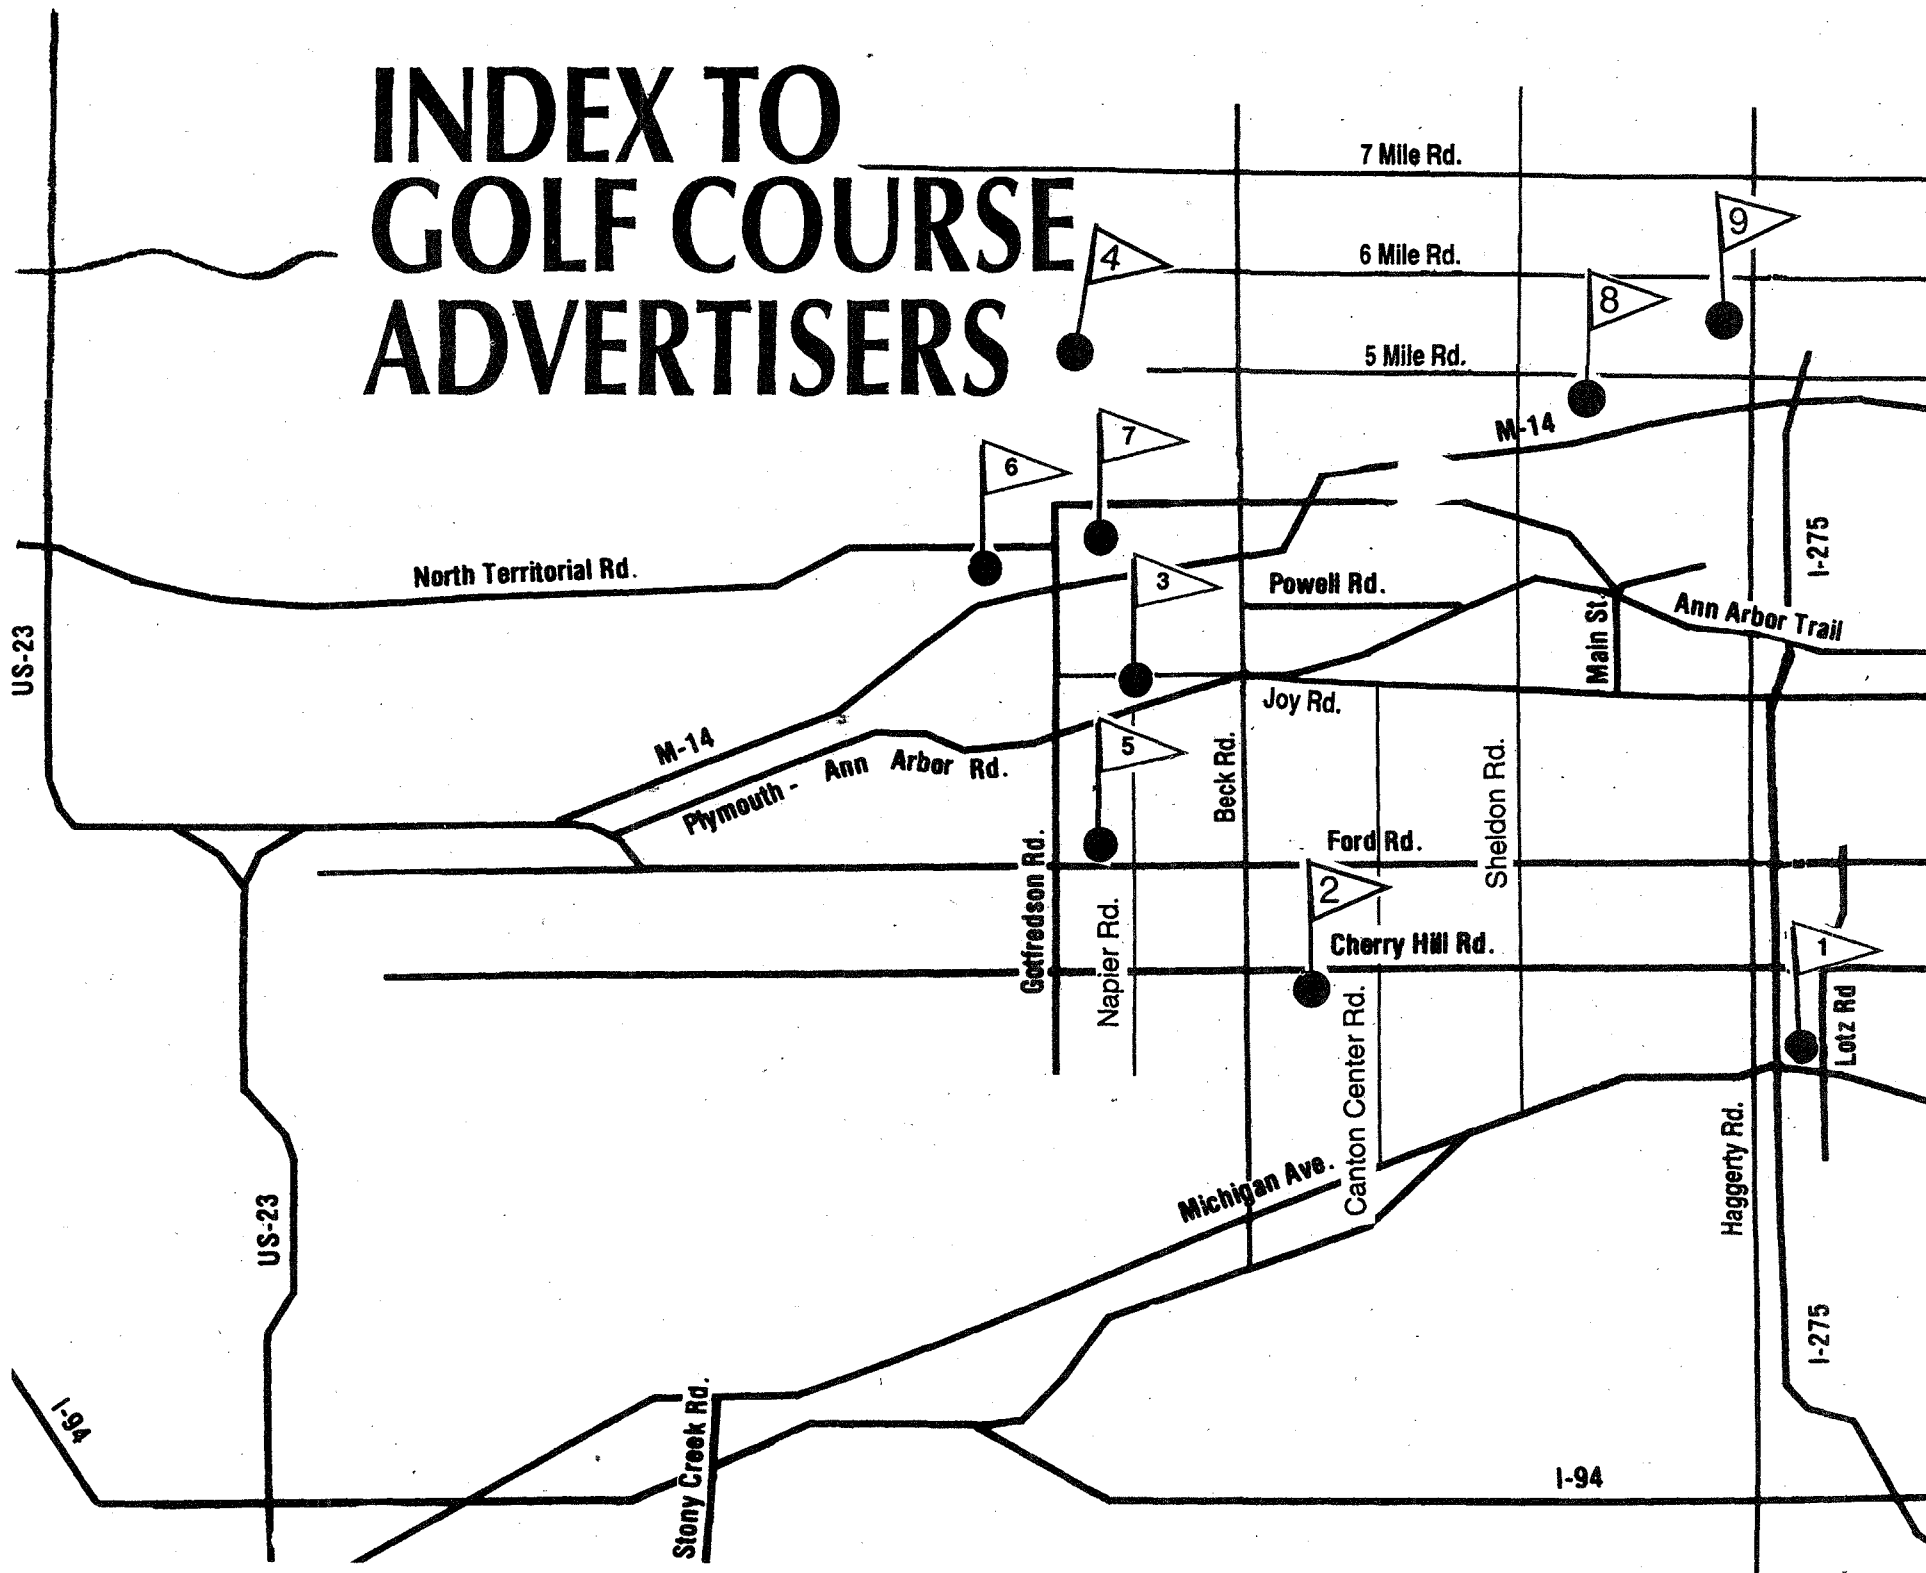 INDEX TO
GOLF COURSE
ADVERTISERS
7 Mile Rd.
9
4
6 Mile Rd.
8
5 Mile Rd.
M-14
7
6
I-275
North Territorial Rd.
3
Powell Rd.
Ann Arbor Trail
Main St.
US-23
Joy Rd.
M-14
5
Plymouth - Ann Arbor Rd.
Beck Rd.
Sheldon Rd.
Ford Rd.
2
Gotfredson Rd.
Napier Rd.
Cherry Hill Rd.
1
Lotz Rd
Canton Center Rd.
Haggerty Rd.
Michigan Ave.
US-23
I-275
I-94
Stony Creek Rd.
I-94